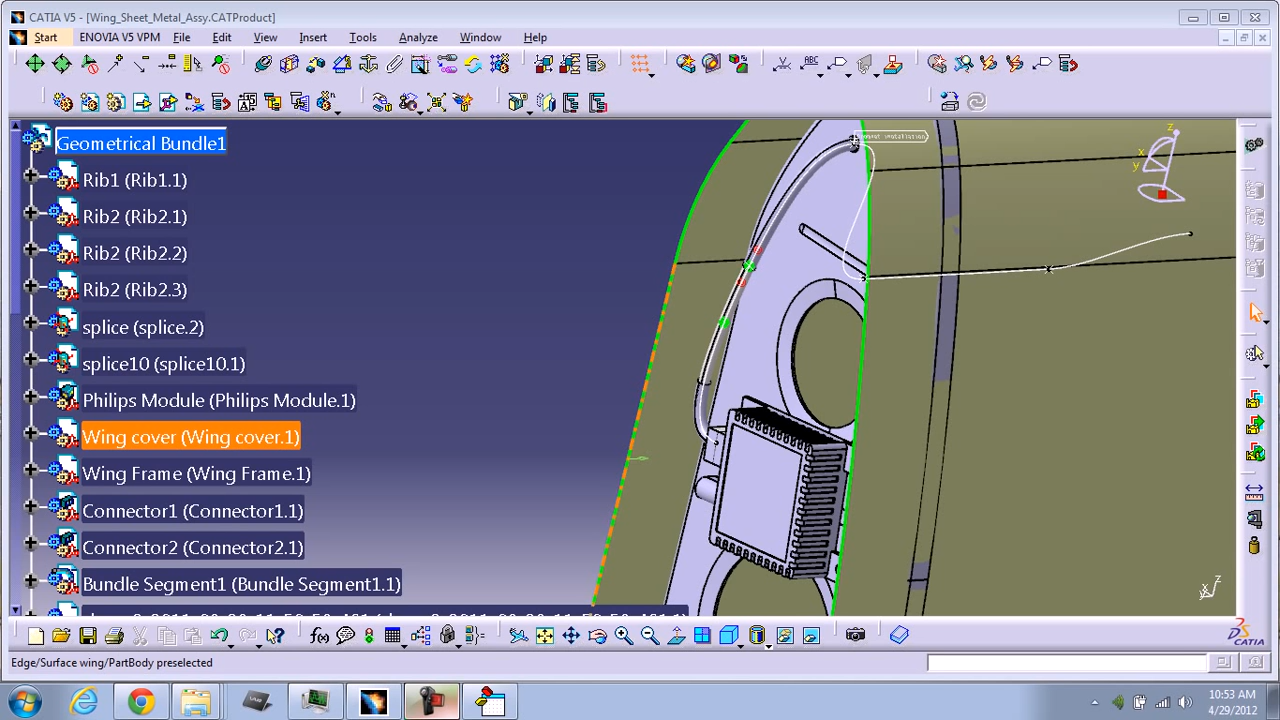 CATIA V5 - [Wing_Sheet_Metal_Assy.CATProduct]
Start ENOVIA V5 VPM File Edit View Insert Tools Analyze Window Help
ABC
Geometrical Bundle1
Rib1 (Rib1.1)
Rib2 (Rib2.1)
Rib2 (Rib2.2)
Rib2 (Rib2.3)
splice (splice.2)
splice10 (splice10.1)
Philips Module (Philips Module.1)
Wing cover (Wing cover.1)
Wing Frame (Wing Frame.1)
Connector1 (Connector1.1)
Connector2 (Connector2.1)
Bundle Segment1 (Bundle Segment1.1)
z
x
y
z
x
y
f(x)
CATIA
Edge/Surface wing/PartBody preselected
10:53 AM
4/29/2012